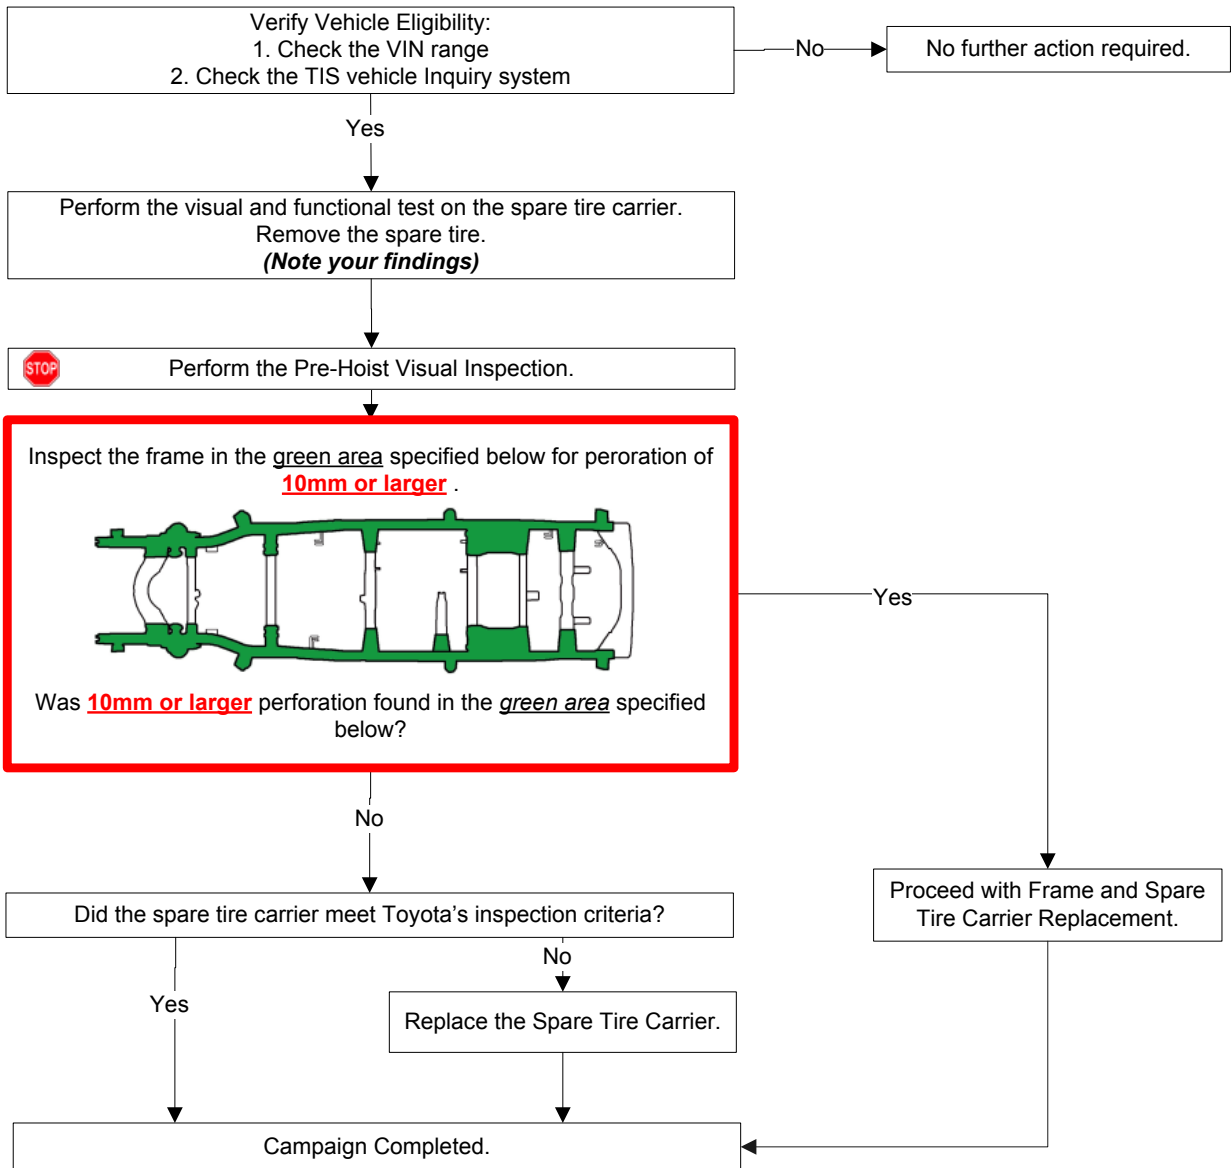 Verify Vehicle Eligibility:
1. Check the VIN range
2. Check the TIS vehicle Inquiry system
No
No further action required.
Yes
Perform the visual and functional test on the spare tire carrier.
Remove the spare tire.
(Note your findings)
STOP
Perform the Pre-Hoist Visual Inspection.
Inspect the frame in the green area specified below for peroration of
10mm or larger .
Was 10mm or larger perforation found in the green area specified
below?
Yes
No
Proceed with Frame and Spare
Tire Carrier Replacement.
Did the spare tire carrier meet Toyota's inspection criteria?
No
Yes
Replace the Spare Tire Carrier.
Campaign Completed.